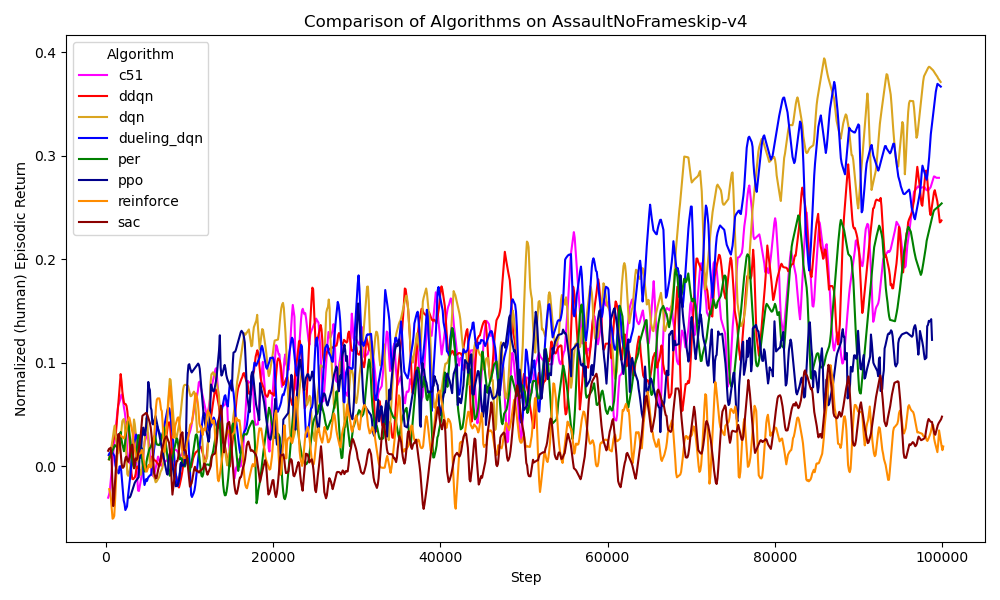 Comparison of Algorithms on AssaultNoFrameskip-v4
Normalized (human) Episodic Return
0.4
0.3
0.2
0.1
0.0
Algorithm
c51
ddqn
dqn
dueling_dqn
per
ppo
reinforce
sac
0 20000 40000 60000 80000 100000
Step